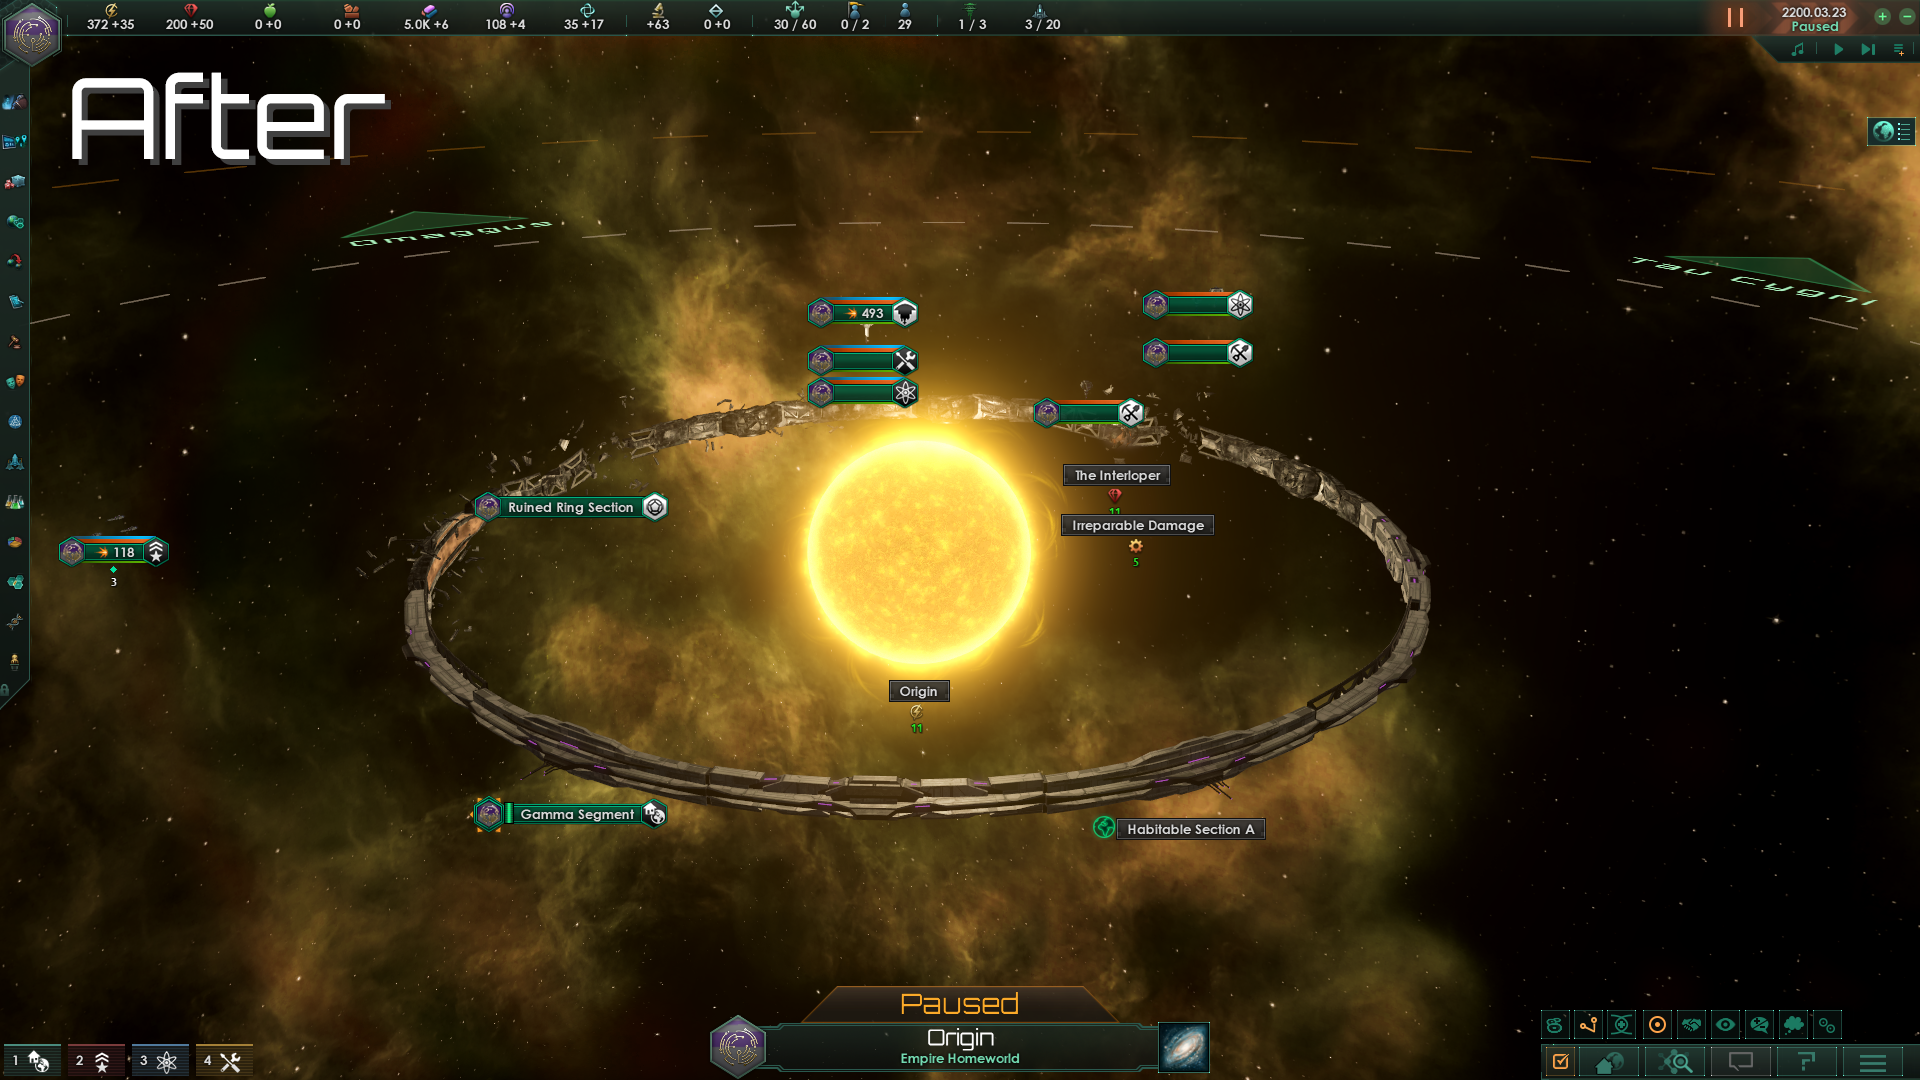 372 +35 200 +50 0 +0 0 +0 5.0K +6 108 +4 35 +17 +63 0 +0 30 / 60 0 / 2 29 1 / 3 3 / 20 2200.03.23
Paused
After
Omaggus
Tau Cygni
493
The Interloper
11
Ruined Ring Section
Irreparable Damage
5
118
3
Origin
11
Gamma Segment
Habitable Section A
Paused
Origin
Empire Homeworld
1 2 3 4